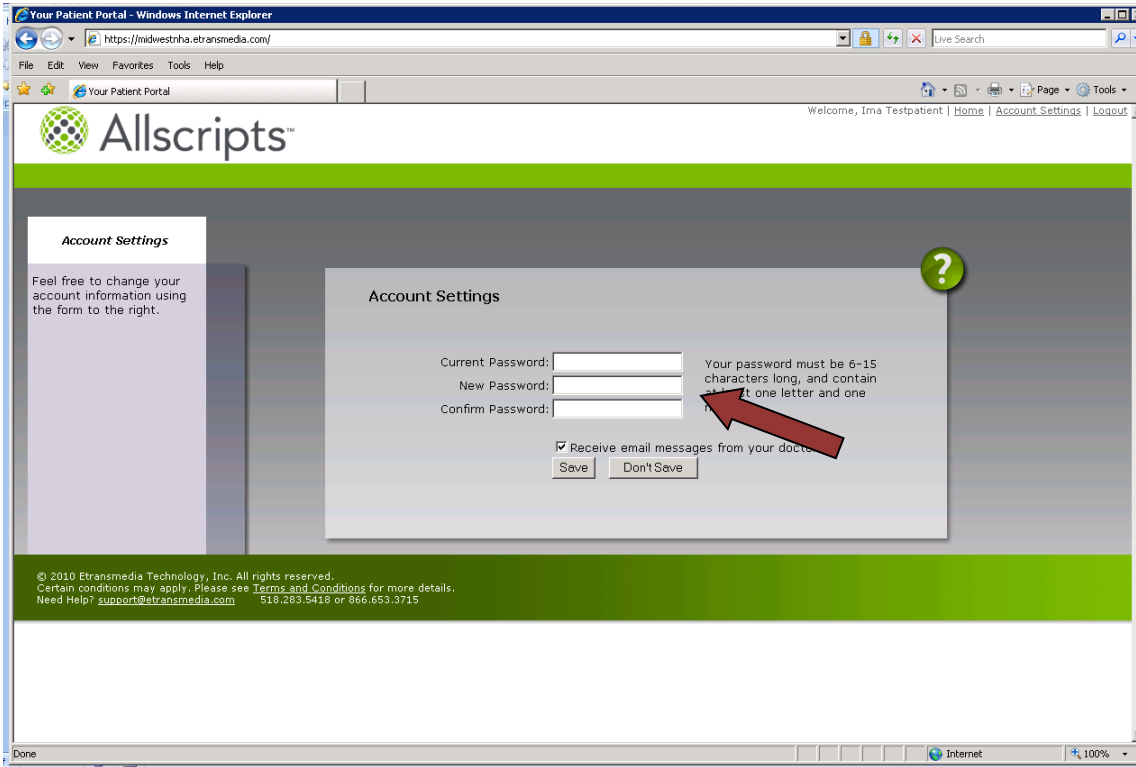 Your Patient Portal - Windows Internet Explorer
https://midwestnha.etransmedia.com/
Live Search
File Edit View Favorites Tools Help
Your Patient Portal
Page Tools
Welcome, Ima Testpatient | Home | Account Settings | Logout
Allscripts™
Account Settings
Feel free to change your
account information using
the form to the right.
?
Account Settings
Current Password:
New Password:
Confirm Password:
Your password must be 6-15
characters long, and contain
one letter and one
Receive email messages from your
Save Don't Save
© 2010 Etransmedia Technology, Inc. All rights reserved.
Certain conditions may apply. Please see Terms and Conditions for more details.
Need Help? support@etransmedia.com 518.283.5418 or 866.653.3715
Done
Internet
100%